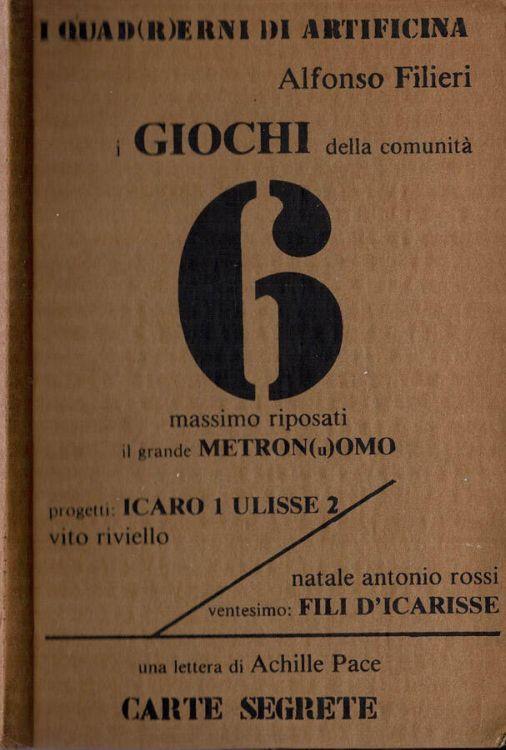 I QUAD(R)ERNI DI ARTIFICINA
Alfonso Filieri
i GIOCHI della comunità
6
massimo riposati
il grande METRON(u)OMO
progetti: ICARO 1 ULISSE 2
vito riviello
natale antonio rossi
ventesimo: FILI D'ICARISSE
una lettera di Achille Pace
CARTE SEGRETE